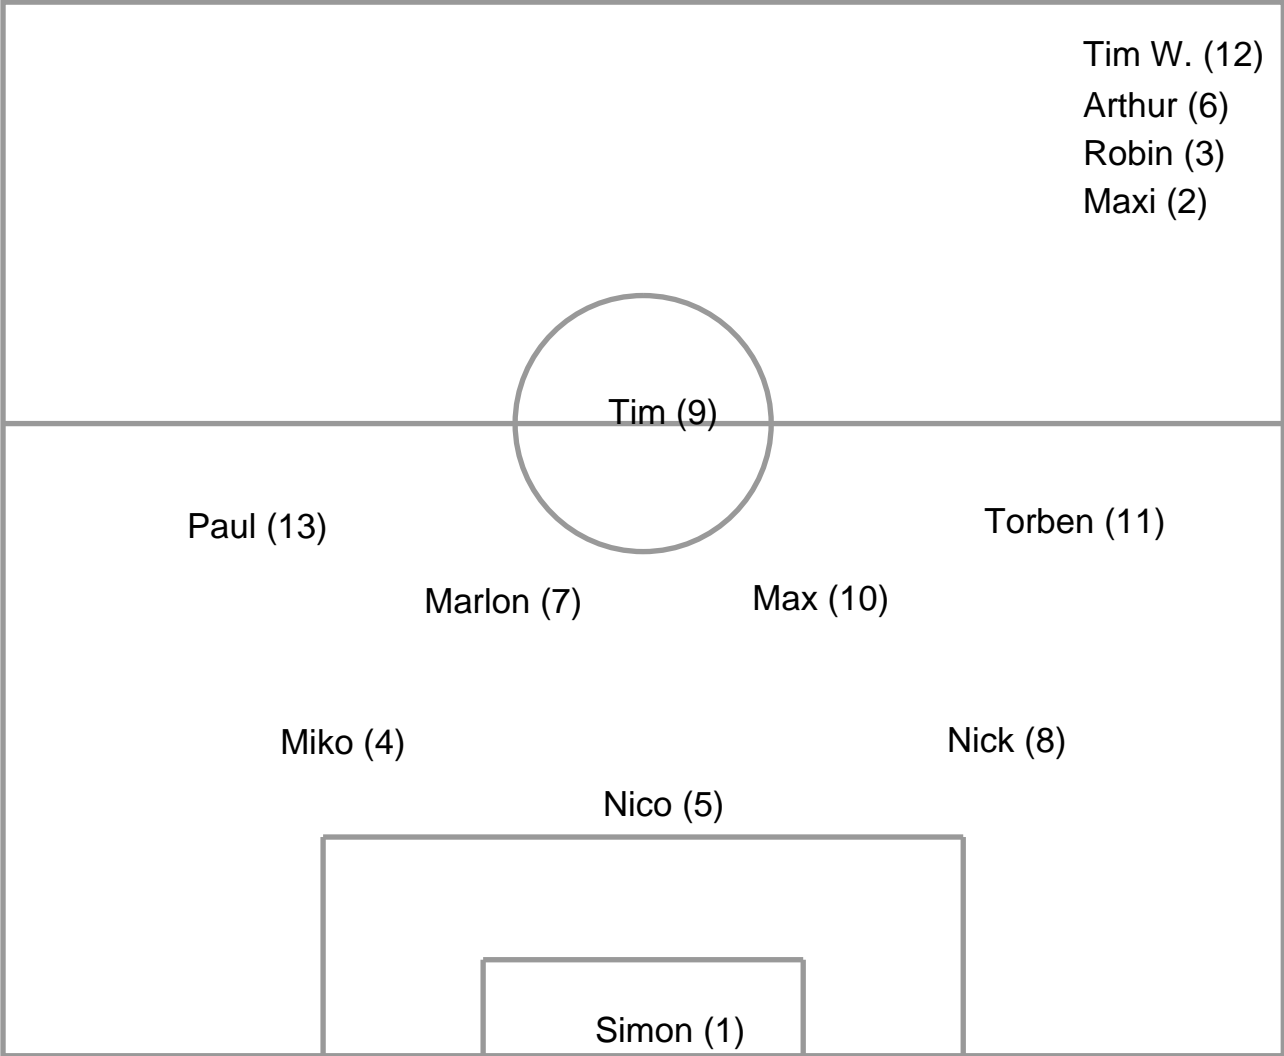 Tim W. (12)
Arthur (6)
Robin (3)
Maxi (2)
Tim (9)
Paul (13)
Torben (11)
Marlon (7)
Max (10)
Miko (4)
Nick (8)
Nico (5)
Simon (1)